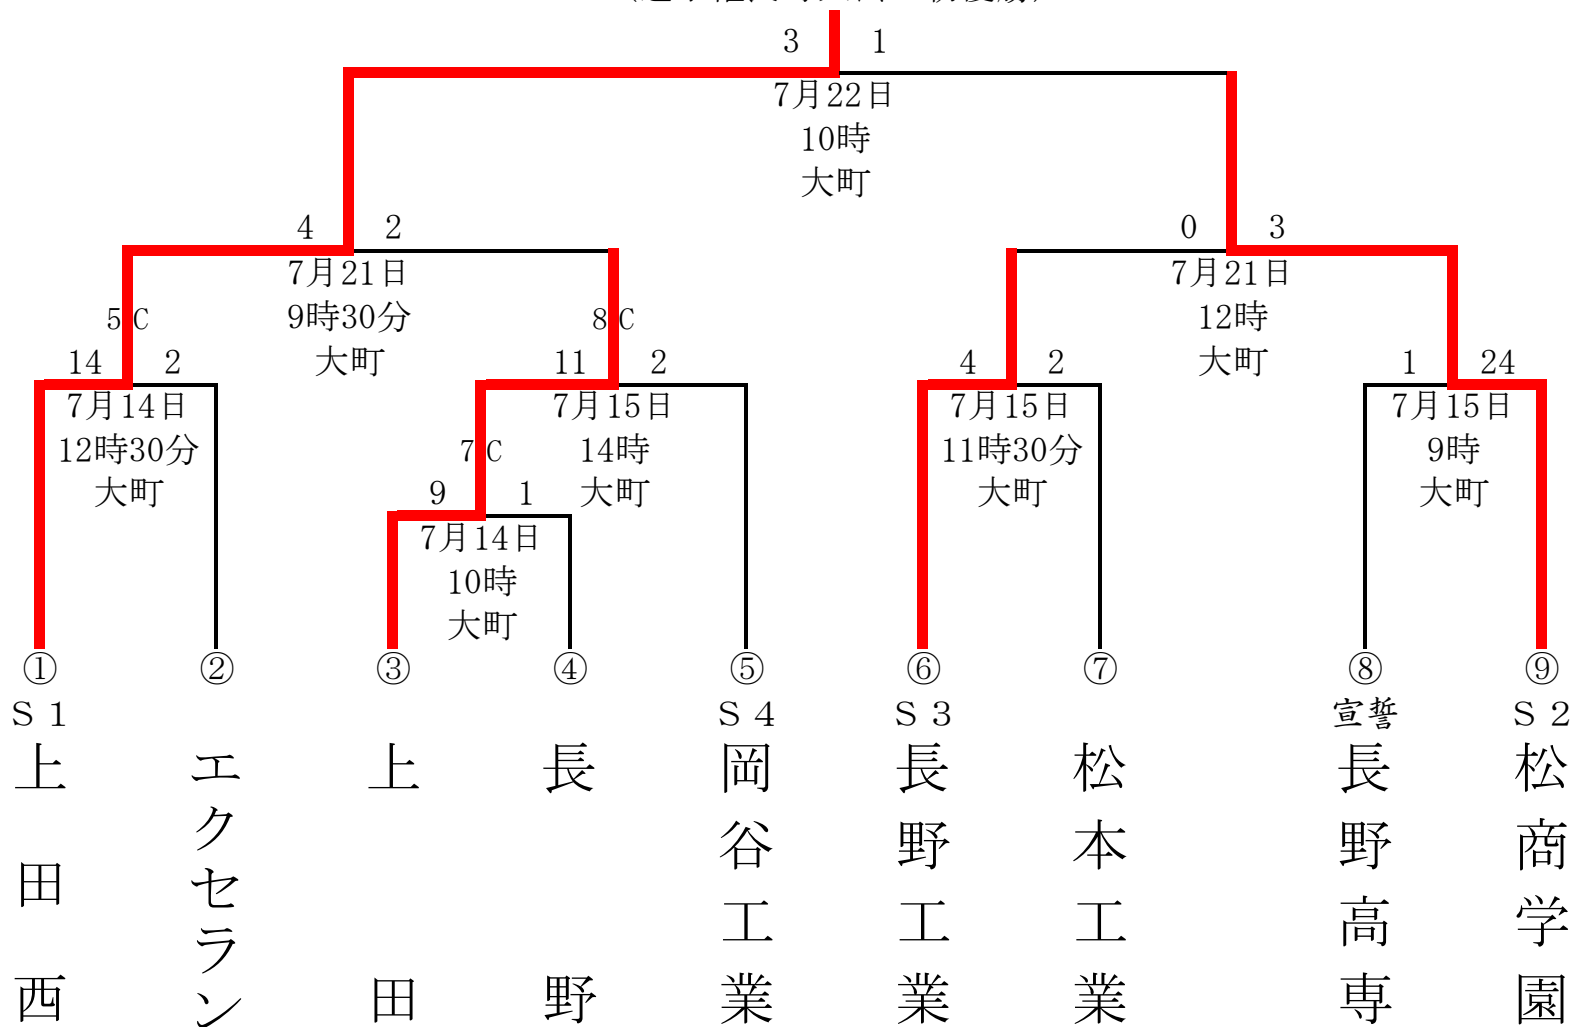 3 1
7月22日
10時
大町
4 2
7月21日
9時30分
大町
0 3
7月21日
12時
大町
5 C
14 2
7月14日
12時30分
大町
8 C
11 2
7月15日
14時
大町
7 C
9 1
7月14日
10時
大町
4 2
7月15日
11時30分
大町
1 24
7月15日
9時
大町
① ② ③ ④ ⑤ ⑥ ⑦ ⑧ ⑨
S1 S4 S3 宣誓 S2
上田西
エクセラン
上田
長野
岡谷工業
長野工業
松本工業
長野高専
松商学園